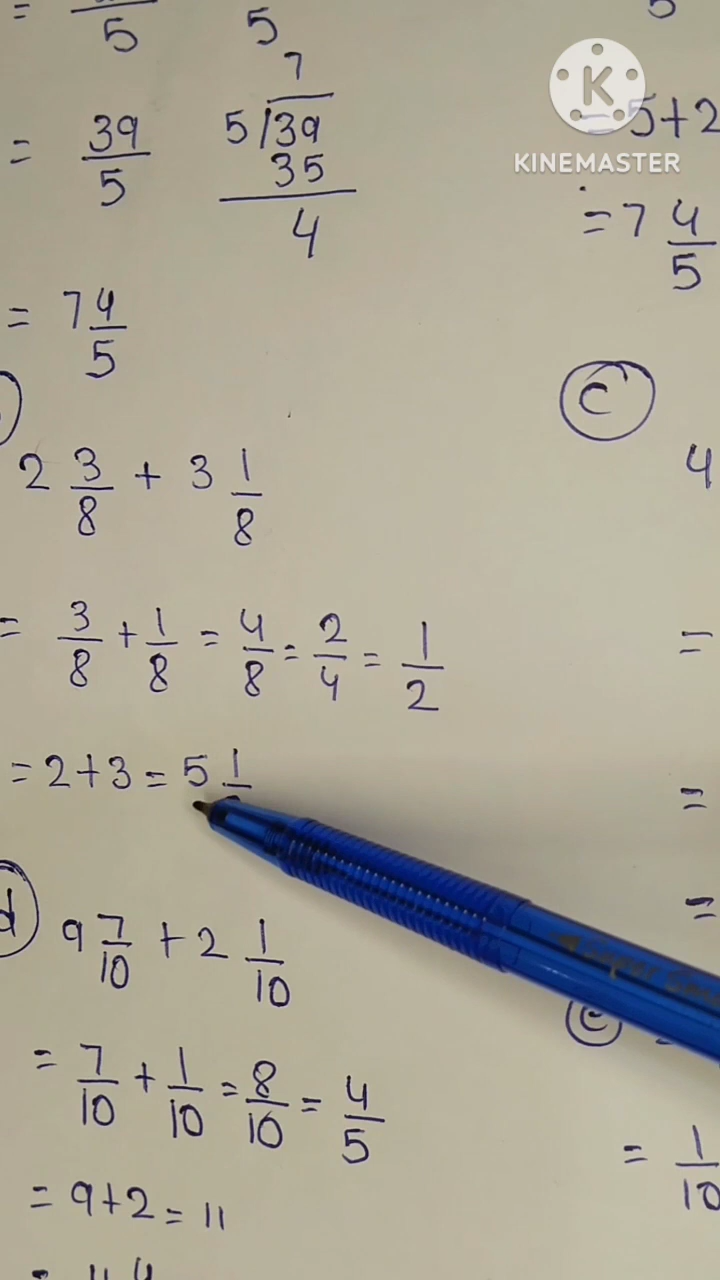 = /5 5
= 39/5
7
5)39
35
4
= 7 4/5
2 3/8 + 3 1/8
= 3/8 + 1/8 = 4/8 = 2/4 = 1/2
= 2+3 = 5 1/
d 9 7/10 + 2 1/10
= 7/10 + 1/10 = 8/10 = 4/5
= 9+2 = 11
= 11 4
5
K
KINEMASTER
= 5+2
= 7 4/5
C
4
=
=
=
= 1/10